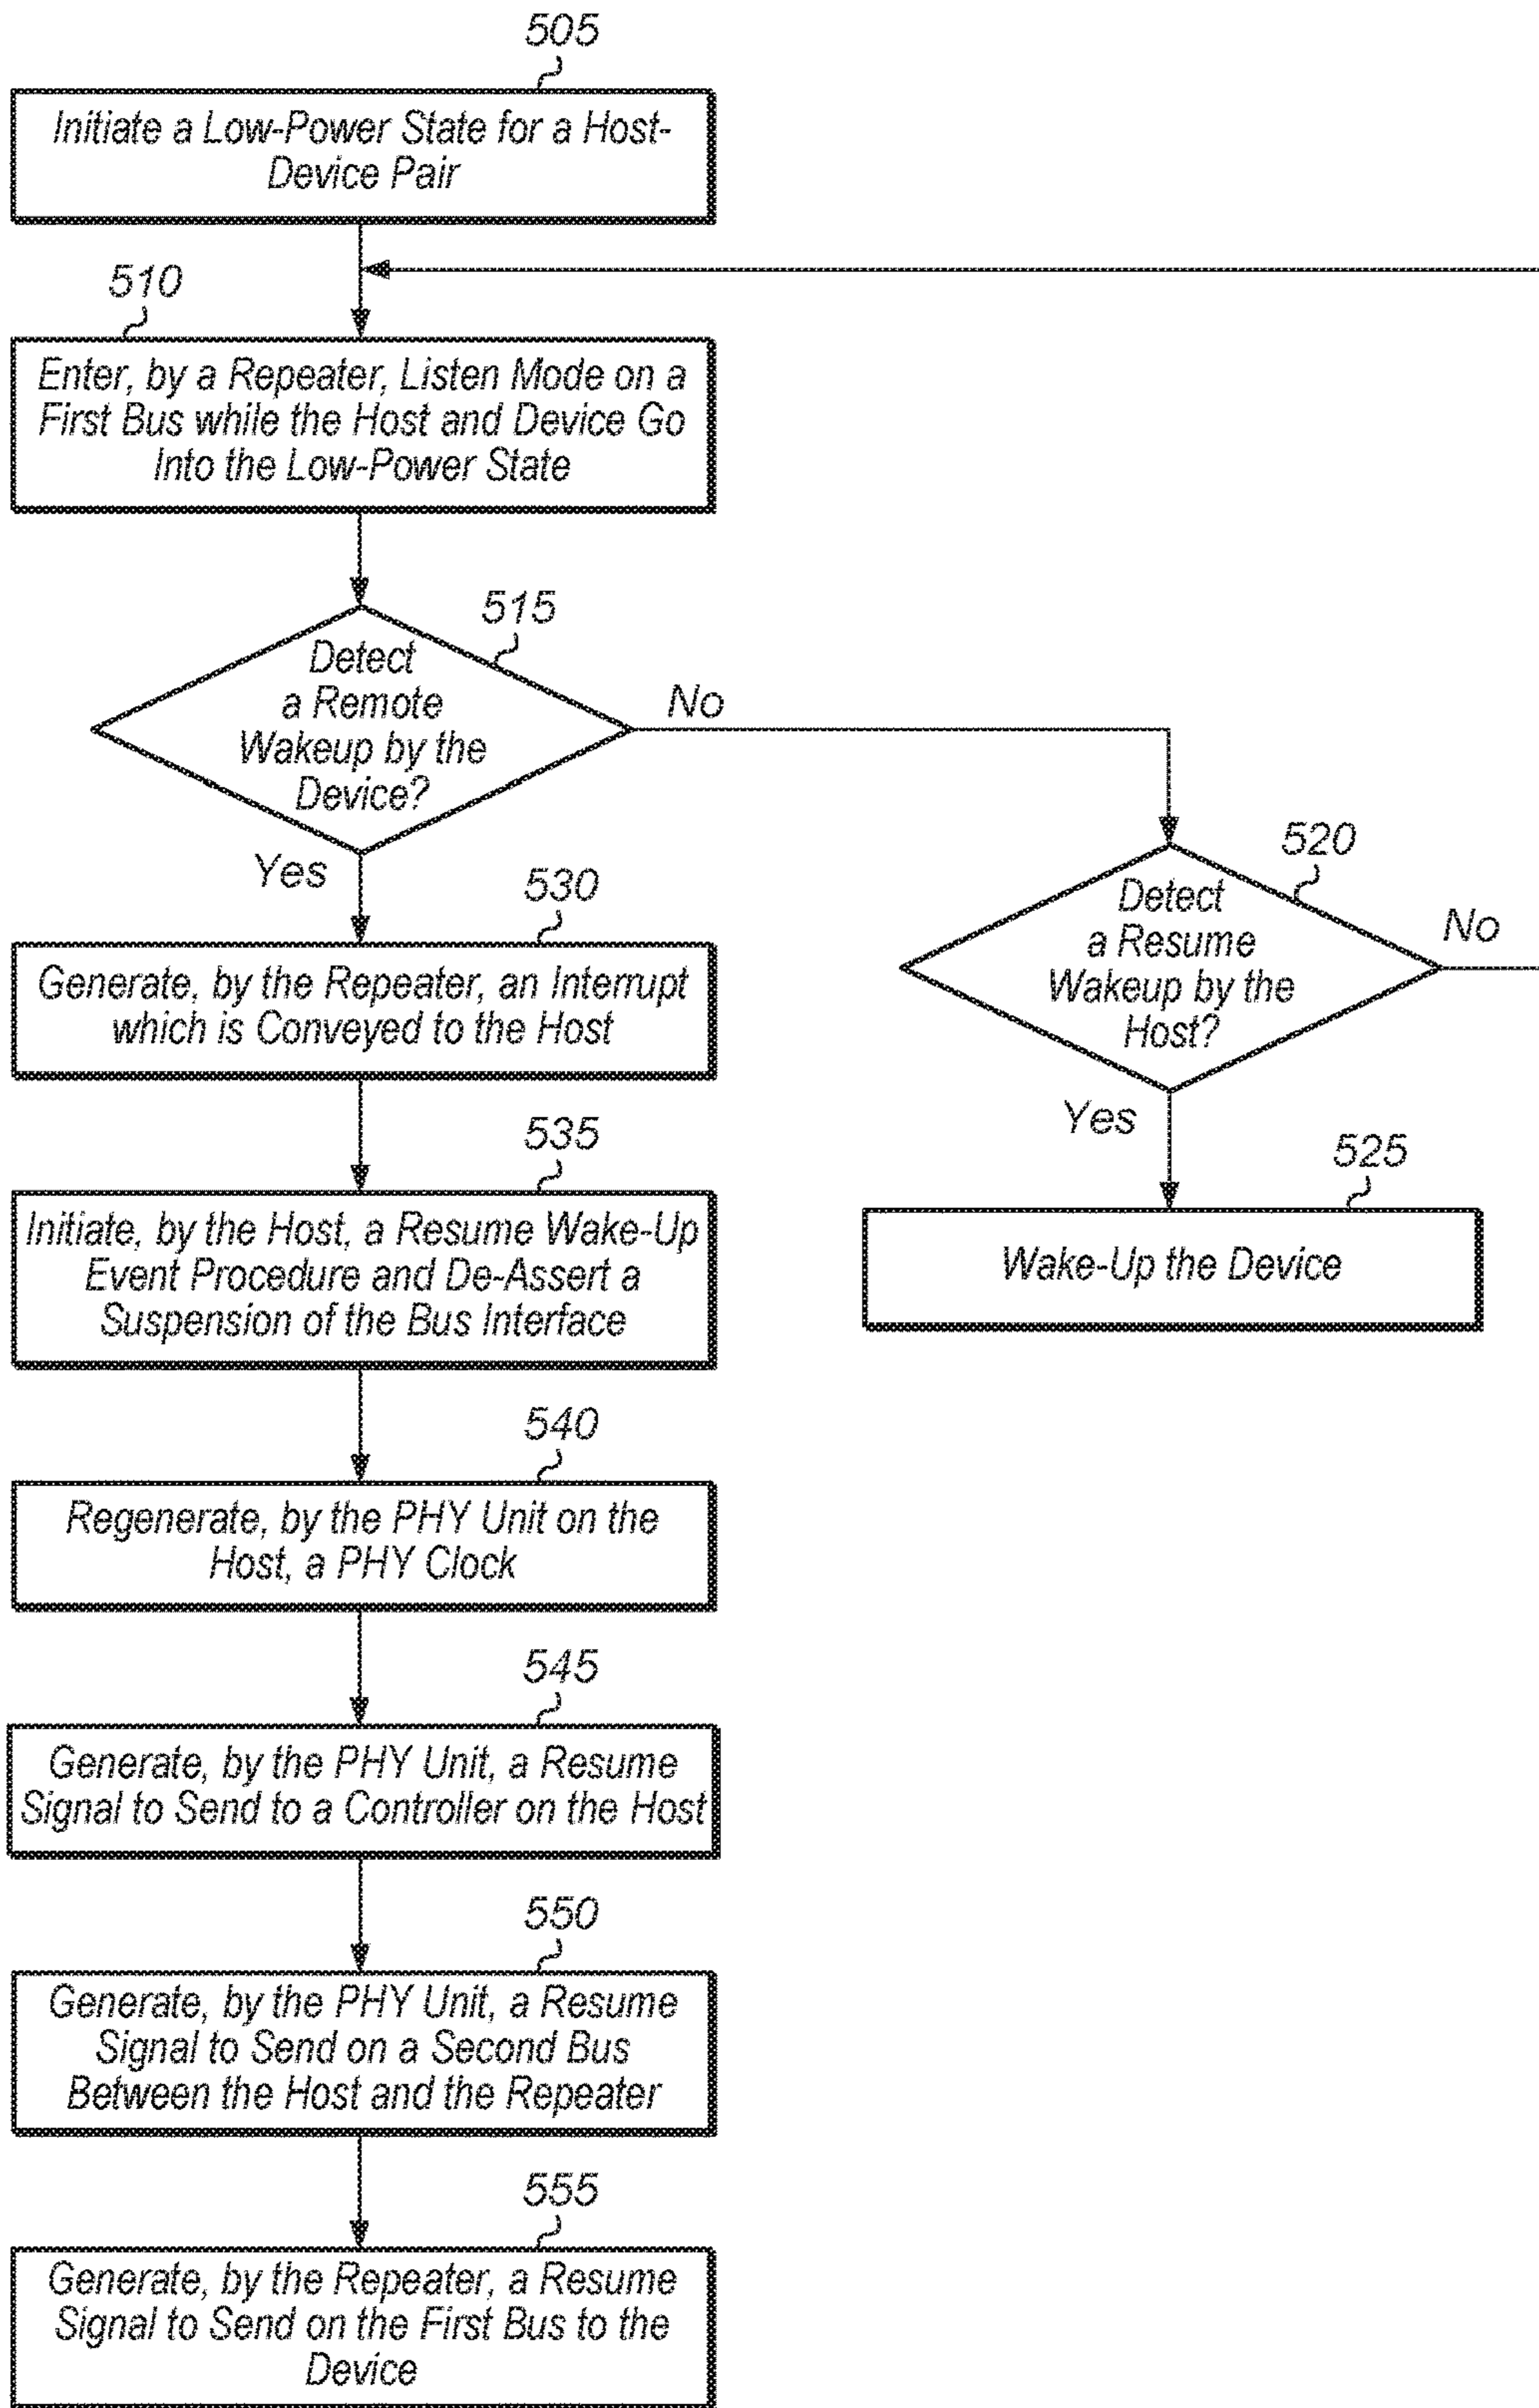 505
Initiate a Low-Power State for a Host-
Device Pair
510
Enter, by a Repeater, Listen Mode on a
First Bus while the Host and Device Go
Into the Low-Power State
515
Detect
a Remote
Wakeup by the
Device?
No
Yes
520
Detect
a Resume
Wakeup by the
Host?
No
Yes
525
Wake-Up the Device
530
Generate, by the Repeater, an Interrupt
which is Conveyed to the Host
535
Initiate, by the Host, a Resume Wake-Up
Event Procedure and De-Assert a
Suspension of the Bus Interface
540
Regenerate, by the PHY Unit on the
Host, a PHY Clock
545
Generate, by the PHY Unit, a Resume
Signal to Send to a Controller on the Host
550
Generate, by the PHY Unit, a Resume
Signal to Send on a Second Bus
Between the Host and the Repeater
555
Generate, by the Repeater, a Resume
Signal to Send on the First Bus to the
Device